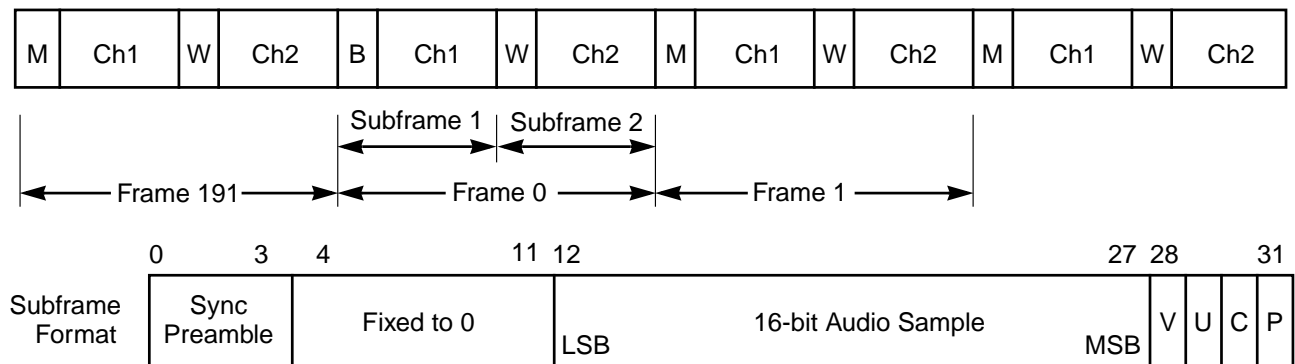 M Ch1 W Ch2 B Ch1 W Ch2 M Ch1 W Ch2 M Ch1 W Ch2
Subframe 1 Subframe 2
Frame 191 Frame 0 Frame 1
0 3 4 11 12 27 28 31
Subframe Format
Sync Preamble
Fixed to 0
LSB
16-bit Audio Sample
MSB
V U C P